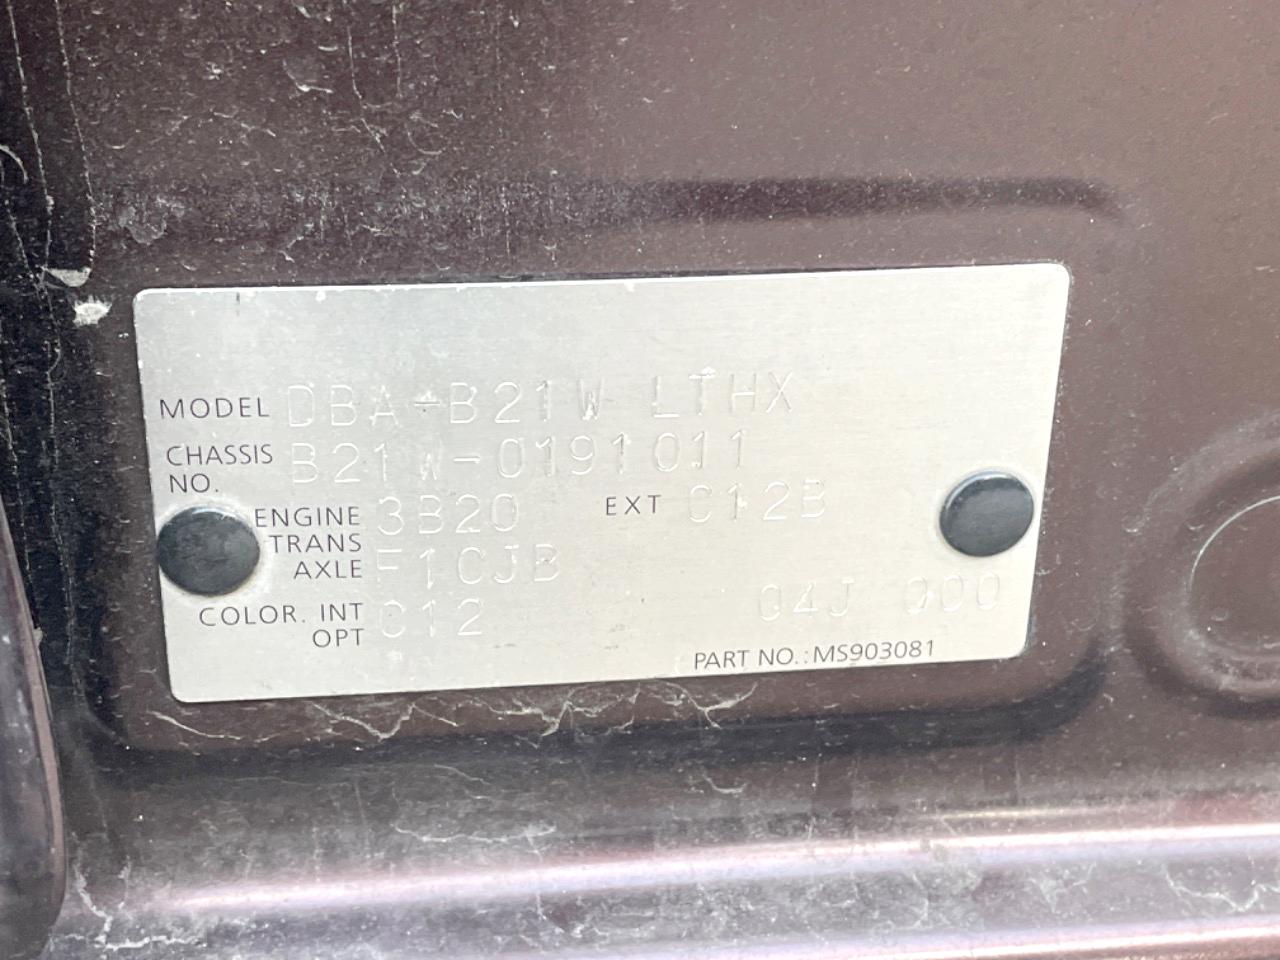 MODEL DBA-B21W LTHX
CHASSIS NO. B21W-0191011
ENGINE 3B20 EXT C12B
TRANS AXLE F1CJB
COLOR. INT OPT C12 04J 000
PART NO.:MS903081